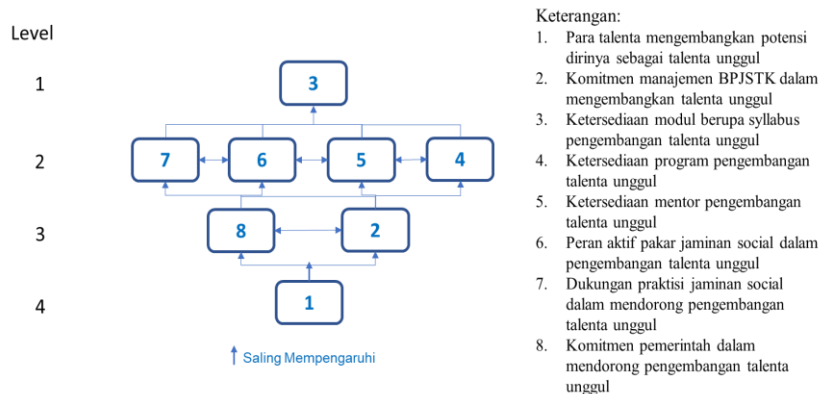 Level
1
3
2
7
6
5
4
3
8
2
4
1
Saling Mempengaruhi
Keterangan:
1. Para talenta mengembangkan potensi
dirinya sebagai talenta unggul
2. Komitmen manajemen BPJSTK dalam
mengembangkan talenta unggul
3. Ketersediaan modul berupa syllabus
pengembangan talenta unggul
4. Ketersediaan program pengembangan
talenta unggul
5. Ketersediaan mentor pengembangan
talenta unggul
6. Peran aktif pakar jaminan social dalam
pengembangan talenta unggul
7. Dukungan praktisi jaminan social
dalam mendorong pengembangan
talenta unggul
8. Komitmen pemerintah dalam
mendorong pengembangan talenta
unggul